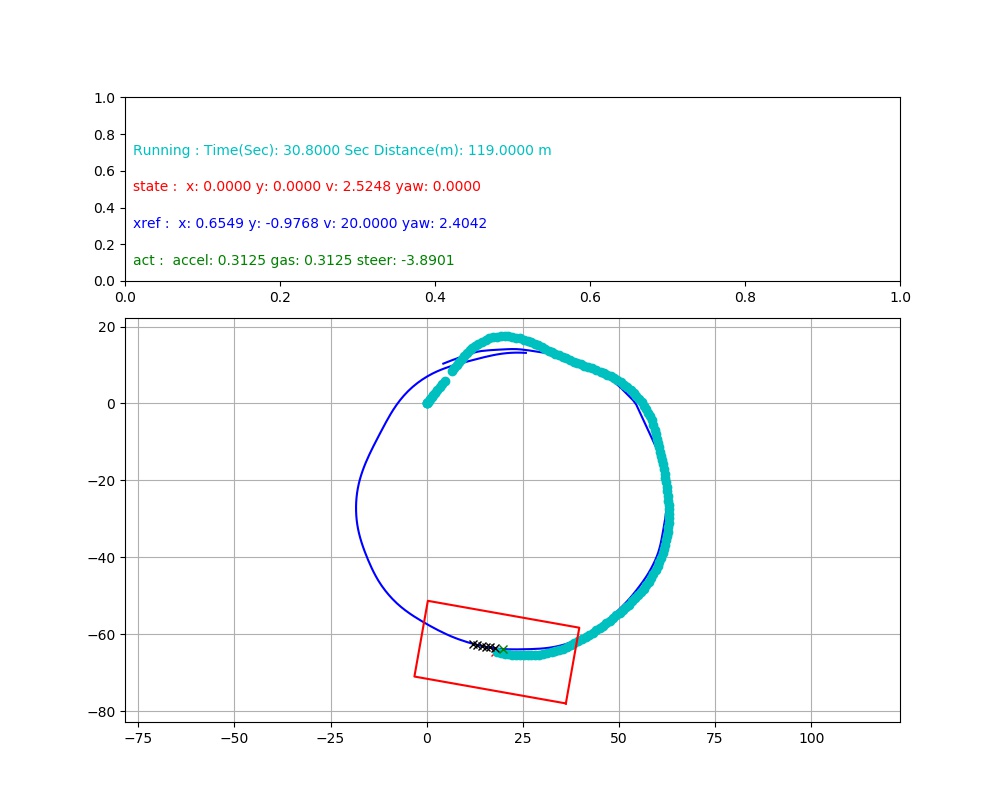 1.0
0.8
Running : Time(Sec): 30.8000 Sec Distance(m): 119.0000 m
0.6
state :  x: 0.0000 y: 0.0000 v: 2.5248 yaw: 0.0000
0.4
xref :  x: 0.6549 y: -0.9768 v: 20.0000 yaw: 2.4042
0.2
act :  accel: 0.3125 gas: 0.3125 steer: -3.8901
0.0
0.0 0.2 0.4 0.6 0.8 1.0
20
0
−20
−40
−60
−80
−75 −50 −25 0 25 50 75 100